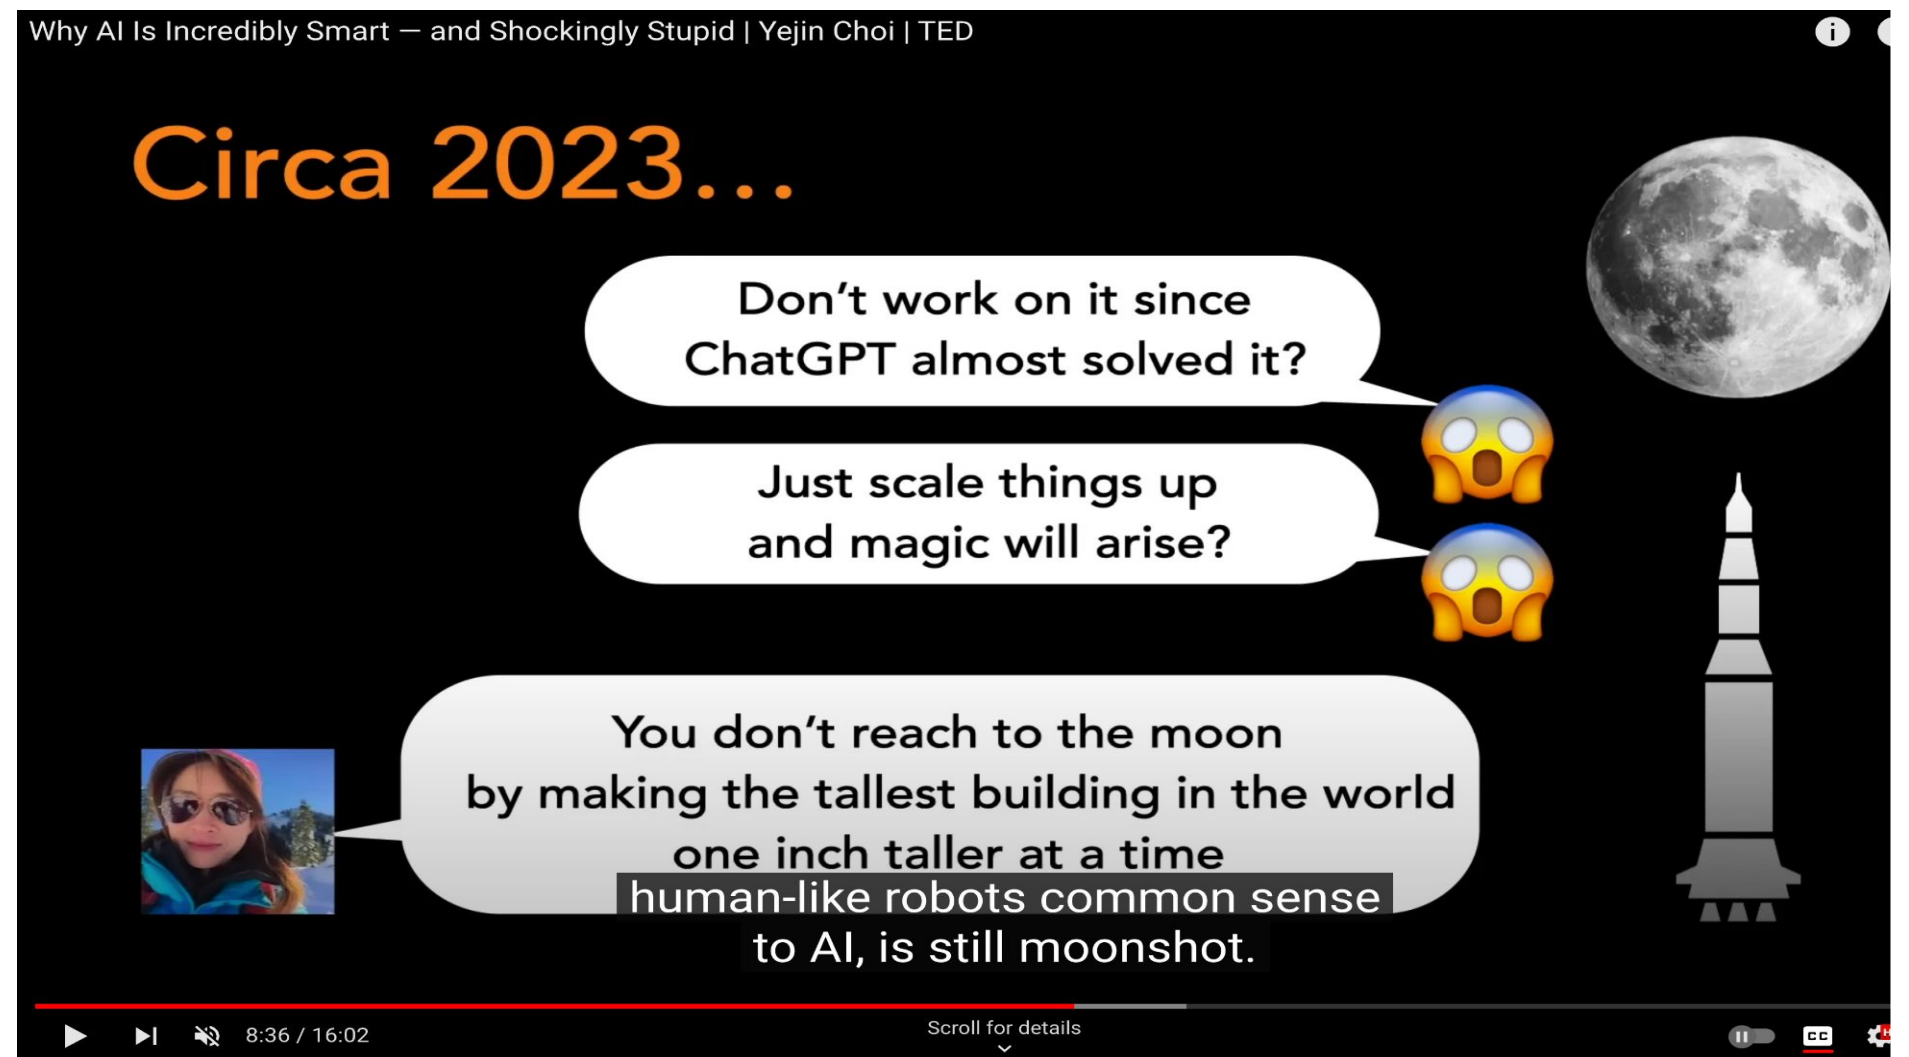 Why AI Is Incredibly Smart — and Shockingly Stupid | Yejin Choi | TED
Circa 2023...
Don't work on it since
ChatGPT almost solved it?
Just scale things up
and magic will arise?
You don't reach to the moon
by making the tallest building in the world
one inch taller at a time
human-like robots common sense
to AI, is still moonshot.
8:36 / 16:02
Scroll for details
CC
H